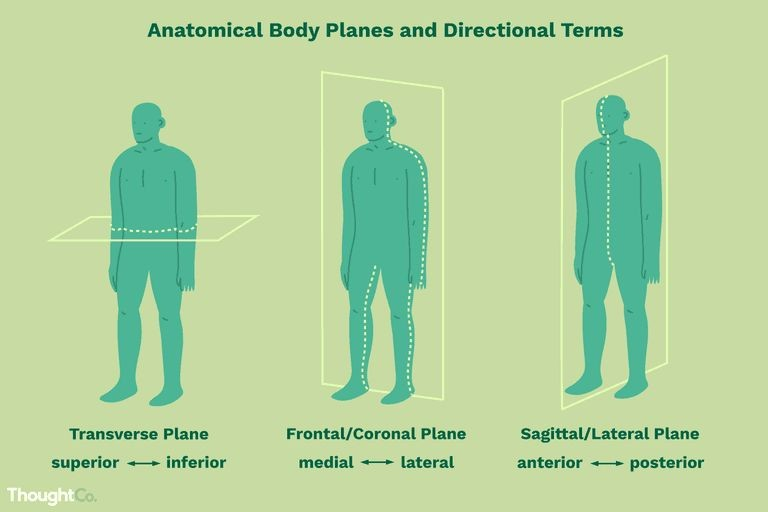 Anatomical Body Planes and Directional Terms
Transverse Plane
superior ⟷ inferior
Frontal/Coronal Plane
medial ⟷ lateral
Sagittal/Lateral Plane
anterior ⟷ posterior
ThoughtCo.